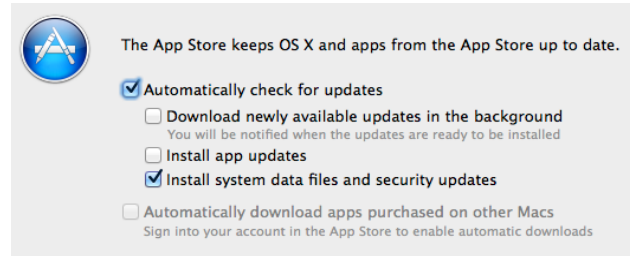 The App Store keeps OS X and apps from the App Store up to date.
Automatically check for updates
Download newly available updates in the background
You will be notified when the updates are ready to be installed
Install app updates
Install system data files and security updates
Automatically download apps purchased on other Macs
Sign into your account in the App Store to enable automatic downloads